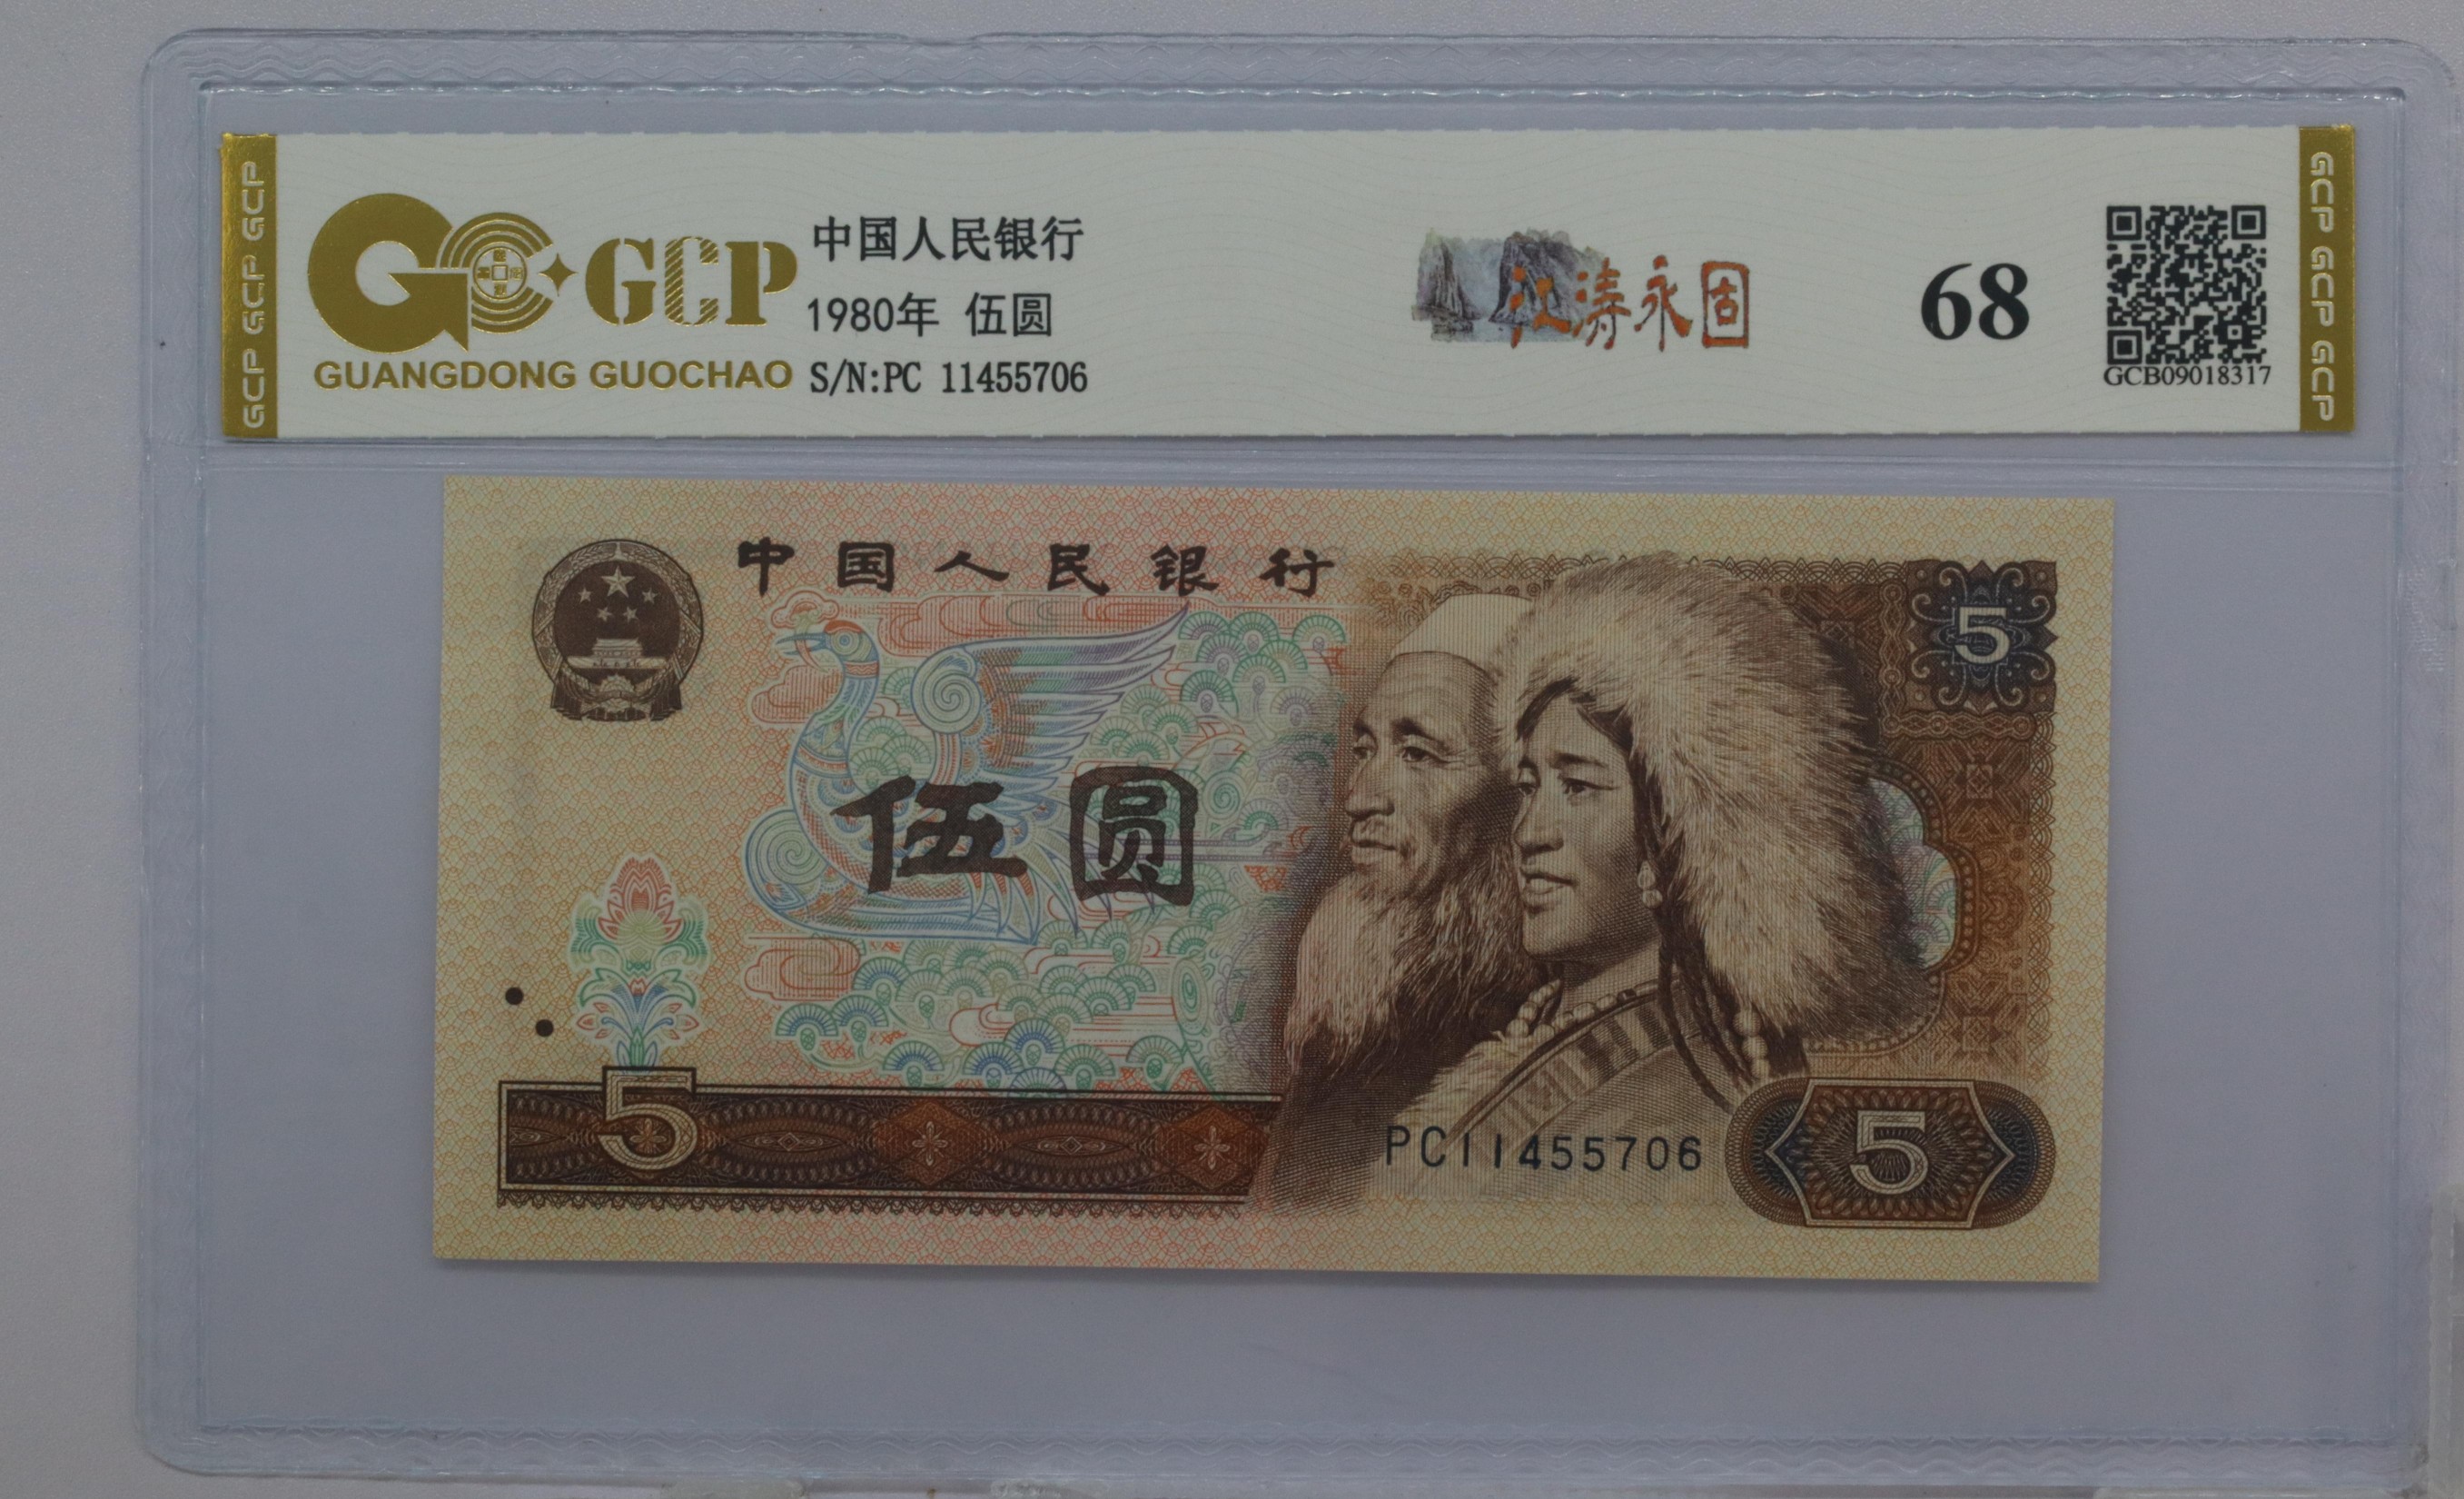 GCP GCP GCP GCP
GCP
GUANGDONG GUOCHAO
中国人民银行
1980年 伍圆
S/N:PC 11455706
江涛永固
68
GCB09018317
GCP GCP GCP GCP
中国人民银行
5
伍圆
5
PC11455706
5